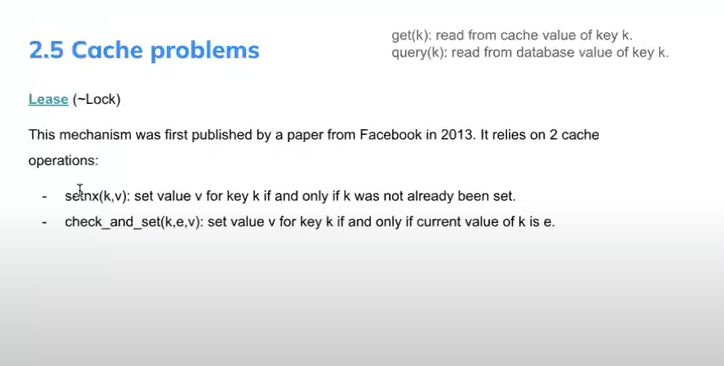 2.5 Cache problems
get(k): read from cache value of key k.
query(k): read from database value of key k.
Lease (~Lock)
This mechanism was first published by a paper from Facebook in 2013. It relies on 2 cache
operations:
- setnx(k,v): set value v for key k if and only if k was not already been set.
- check_and_set(k,e,v): set value v for key k if and only if current value of k is e.